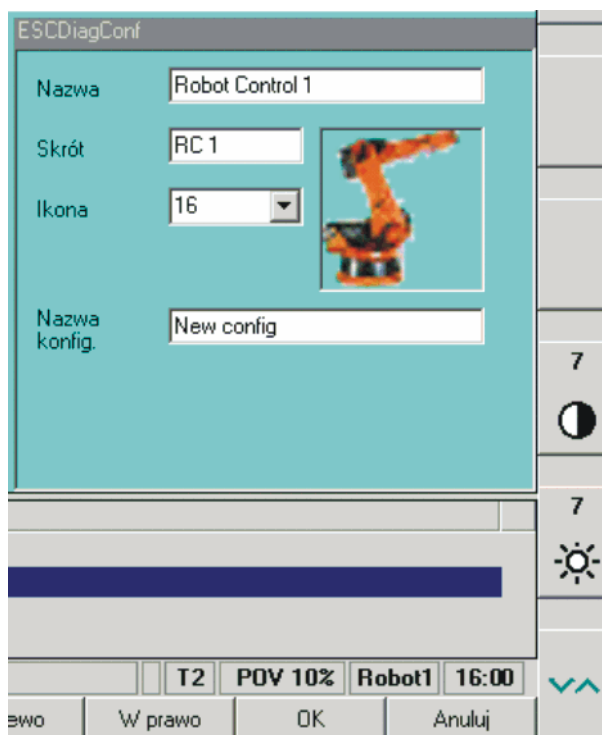 ESCDiagConf
Nazwa Robot Control 1
Skrót RC 1
Ikona 16
Nazwa
konfig. New config
7
7
T2 POV 10% Robot1 16:00
ewo W prawo OK Anuluj